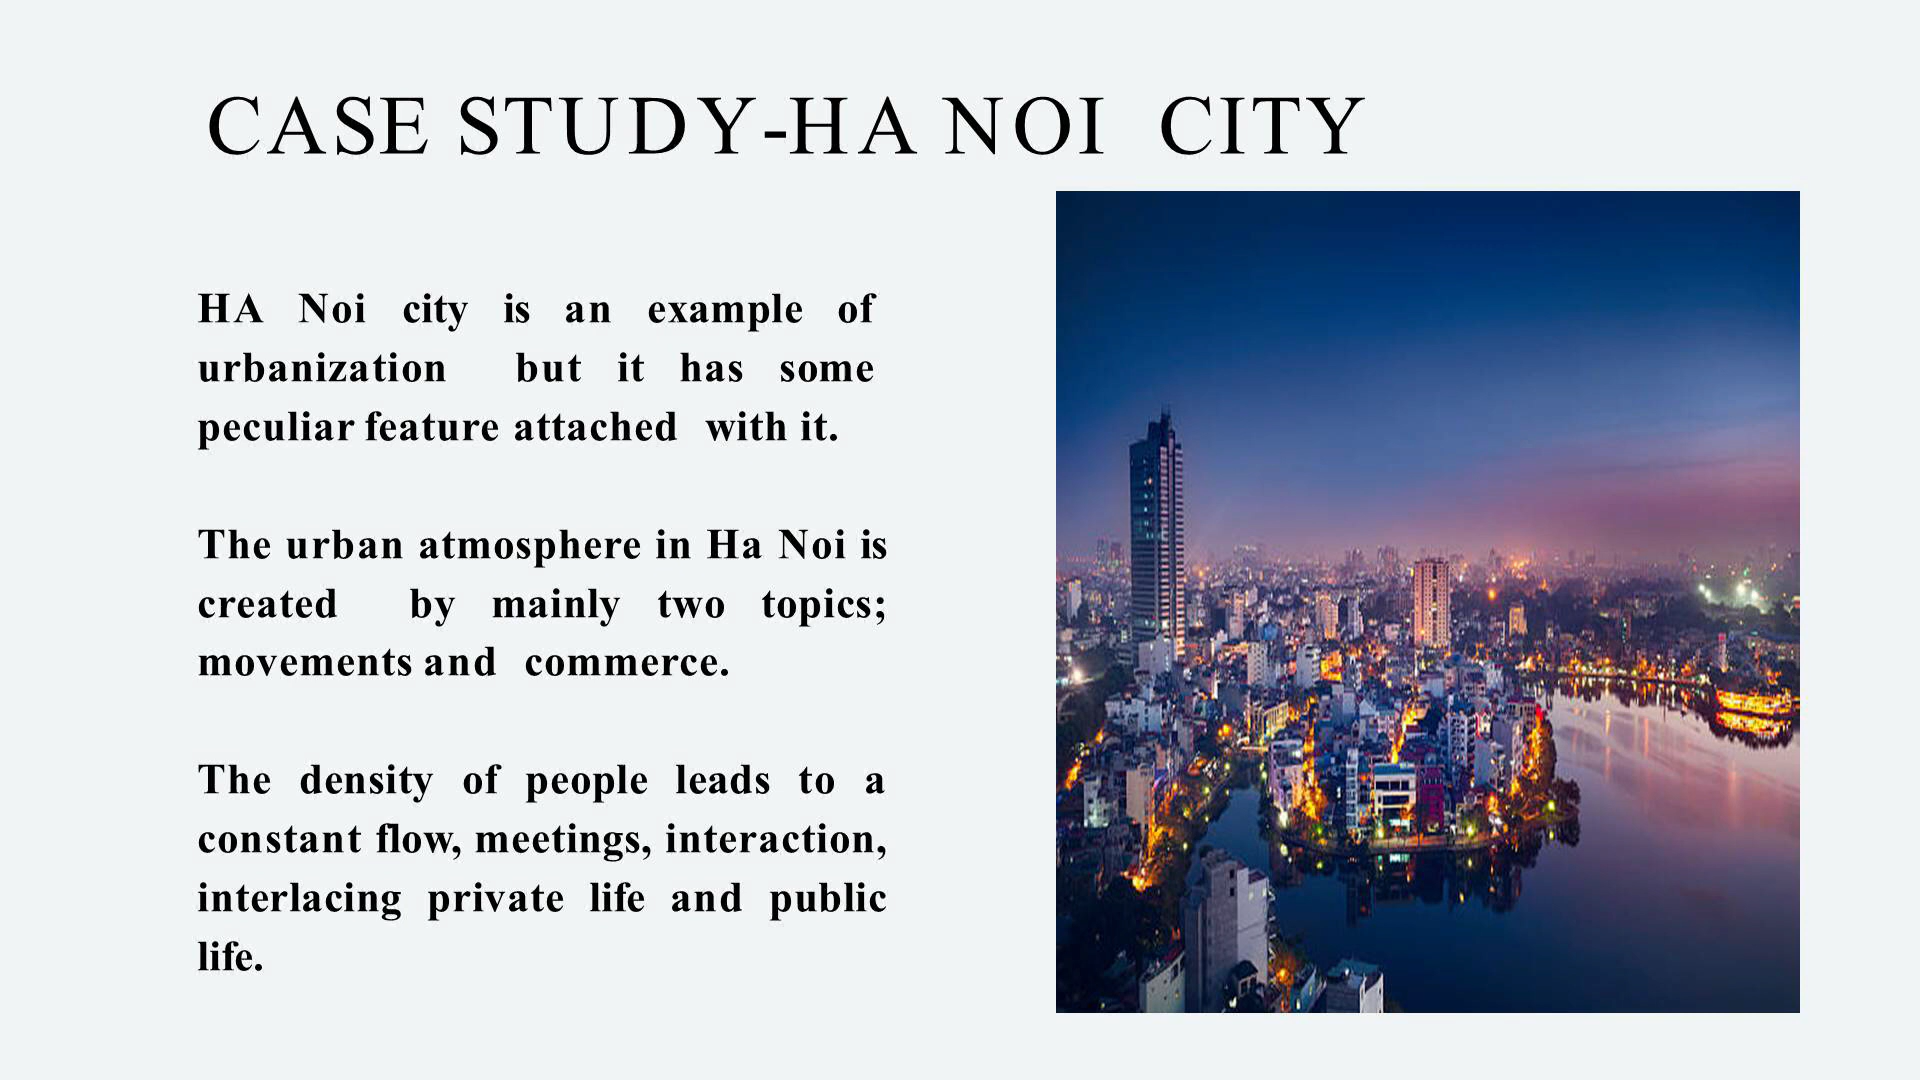 CASE STUDY-HA NOI CITY
HA Noi city is an example of
urbanization but it has some
peculiar feature attached with it.
The urban atmosphere in Ha Noi is
created by mainly two topics;
movements and commerce.
The density of people leads to a
constant flow, meetings, interaction,
interlacing private life and public
life.